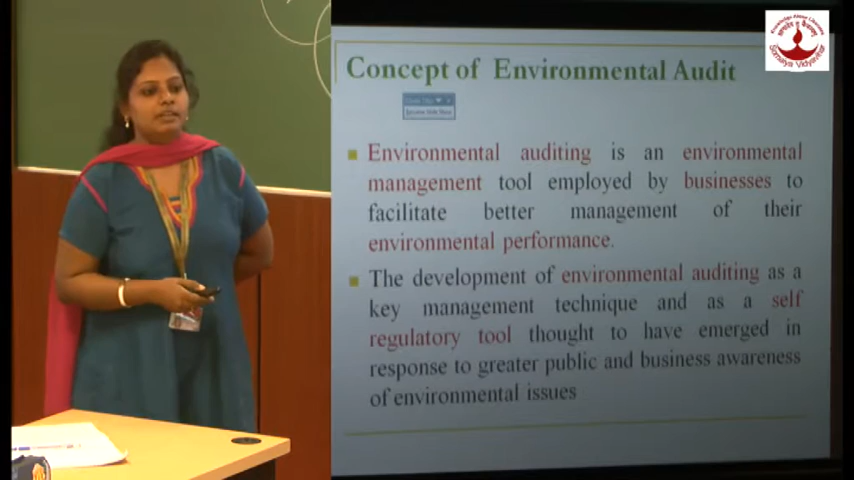 Concept of Environmental Audit
Environmental auditing is an environmental
management tool employed by businesses to
facilitate better management of their
environmental performance.
The development of environmental auditing as a
key management technique and as a self
regulatory tool thought to have emerged in
response to greater public and business awareness
of environmental issues
Somaiya Vidyavihar